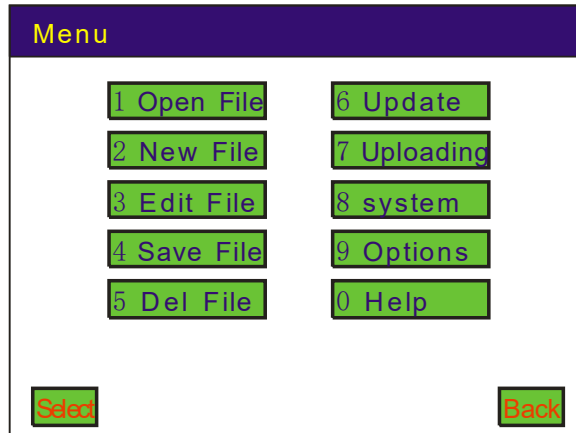 Menu
1 Open File
2 New File
3 Edit File
4 Save File
5 Del File
6 Update
7 Uploading
8 system
9 Options
0 Help
Select
Back